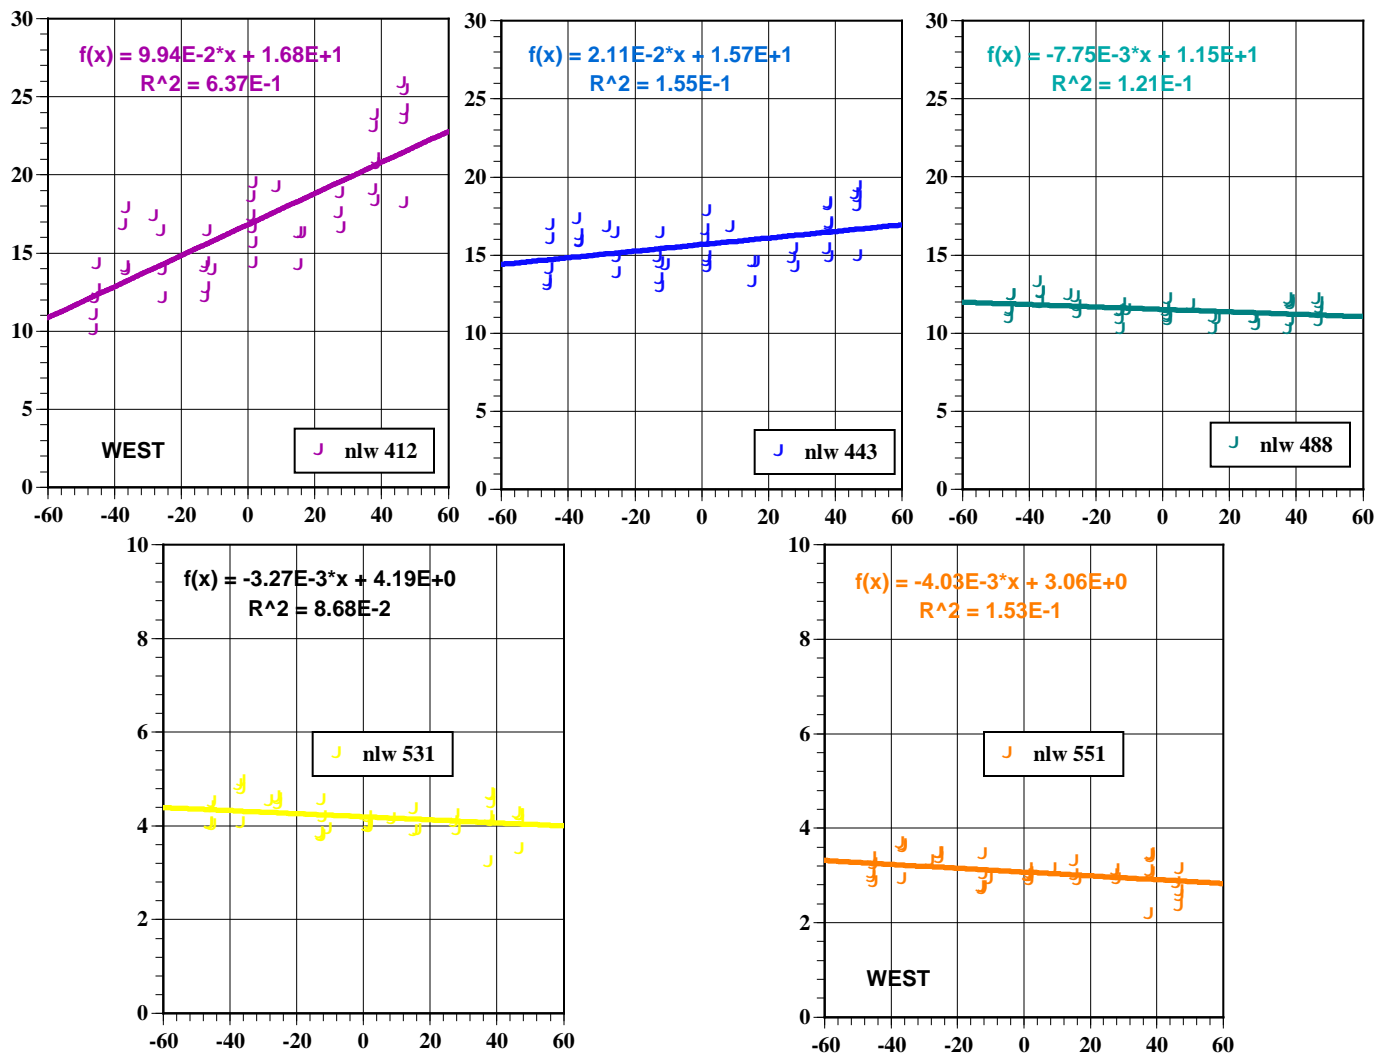 f(x) = 9.94E-2*x + 1.68E+1
R^2 = 6.37E-1
30
25
20
15
10
5
0
WEST
J nlw 412
-60 -40 -20 0 20 40 60
f(x) = 2.11E-2*x + 1.57E+1
R^2 = 1.55E-1
30
25
20
15
10
5
0
J nlw 443
-60 -40 -20 0 20 40 60
f(x) = -7.75E-3*x + 1.15E+1
R^2 = 1.21E-1
30
25
20
15
10
5
0
J nlw 488
-60 -40 -20 0 20 40 60
f(x) = -3.27E-3*x + 4.19E+0
R^2 = 8.68E-2
10
8
6
4
2
0
J nlw 531
-60 -40 -20 0 20 40 60
f(x) = -4.03E-3*x + 3.06E+0
R^2 = 1.53E-1
10
8
6
4
2
0
J nlw 551
WEST
-60 -40 -20 0 20 40 60